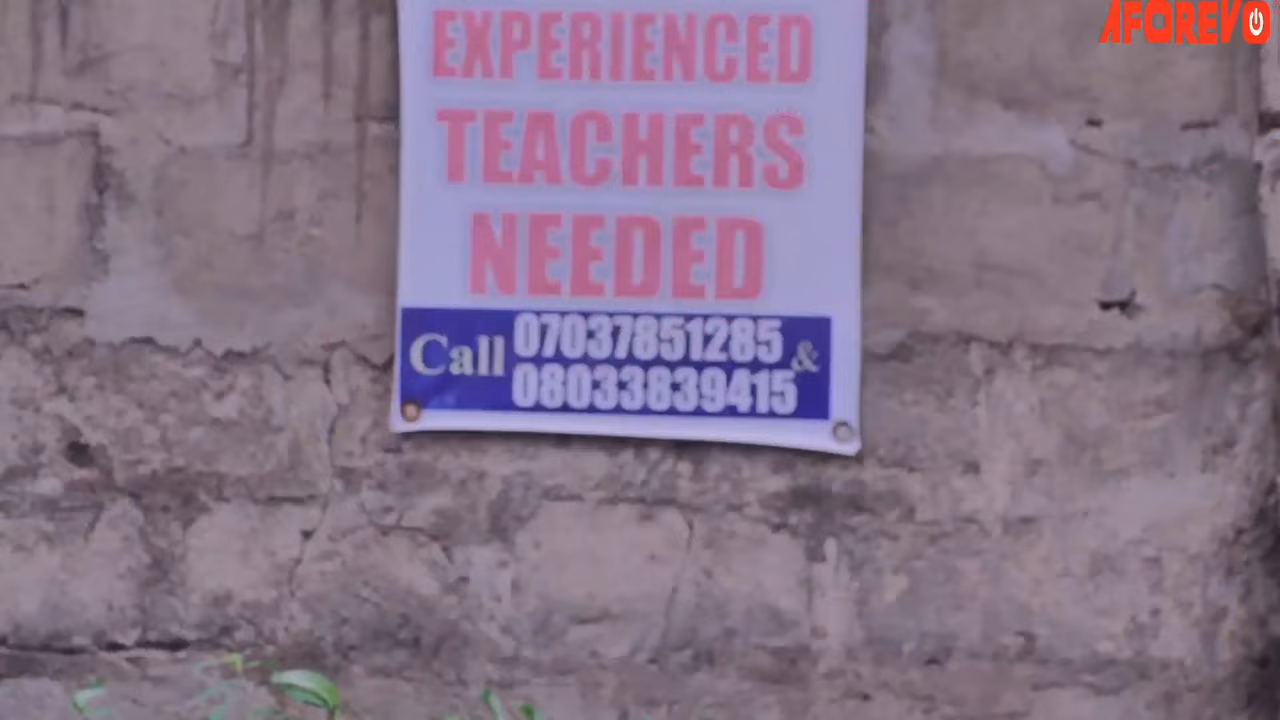 AFOREVO
EXPERIENCED
TEACHERS
NEEDED
Call 07037851285 &
08033839415